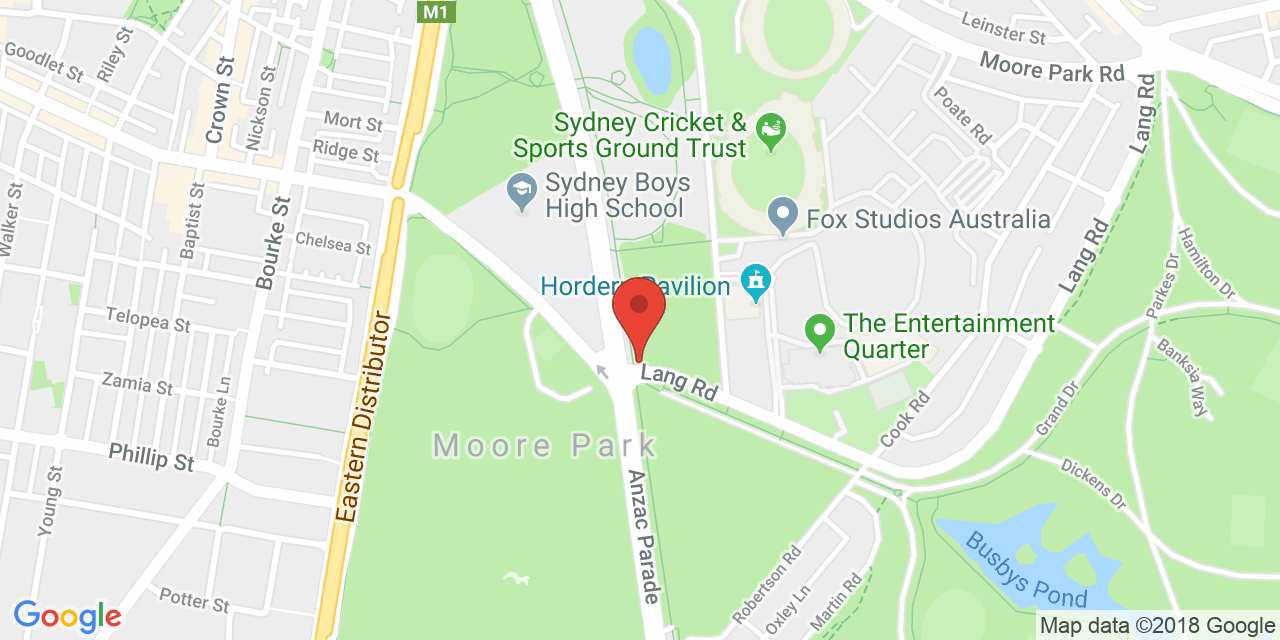 M1
Leinster St
Goodlet St
Riley St
Crown St
Nickson St
Moore Park Rd
Lang Rd
Poate Rd
Mort St
Ridge St
Sydney Cricket &
Sports Ground Trust
Sydney Boys
High School
Fox Studios Australia
Walker St
Baptist St
Bourke St
Chelsea St
Lang Rd
Hamilton Dr
Parkes Dr
Hordern Pavilion
The Entertainment
Quarter
Telopea St
Eastern Distributor
Banksia Way
Zamia St
Bourke Ln
Lang Rd
Grand Dr
Cook Rd
Moore Park
Phillip St
Young St
Anzac Parade
Dickens Dr
Busbys Pond
Robertson Rd
Oxley Ln
Martin Rd
Potter St
Google
Map data ©2018 Google